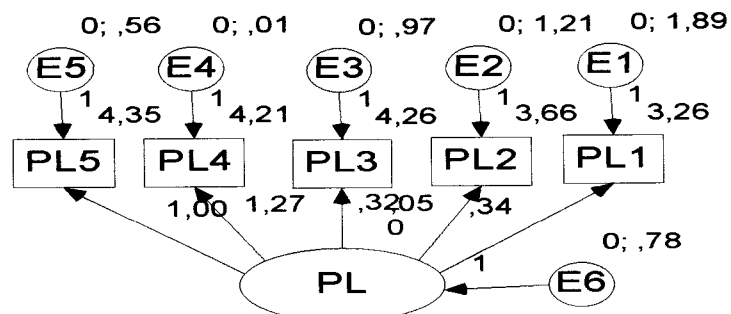 0; ,56 0; ,01 0; ,97 0; 1,21 0; 1,89
E5 E4 E3 E2 E1
1 1 1 1 1
4,35 4,21 4,26 3,66 3,26
PL5 PL4 PL3 PL2 PL1
1,00 1,27 ,32 ,05 ,34
0
0; ,78
PL 1 E6